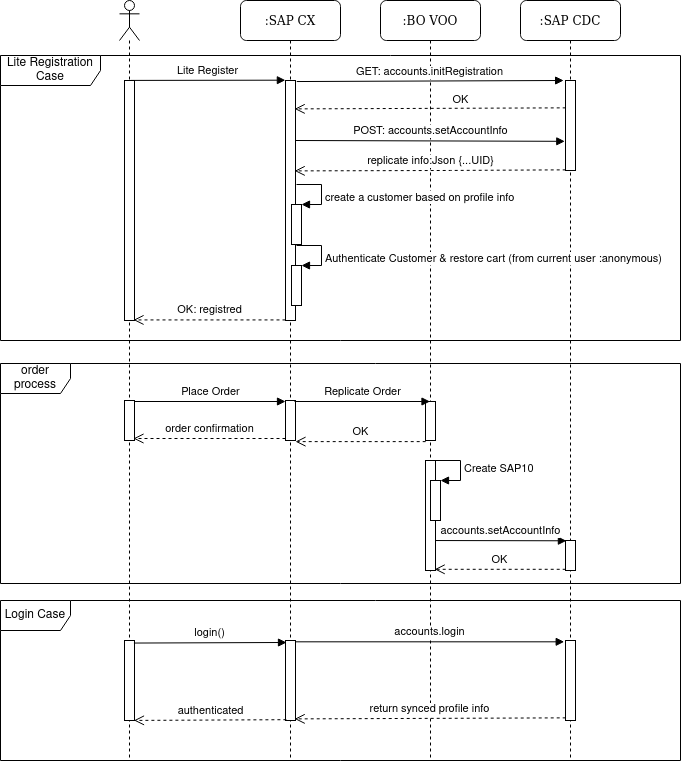 :SAP CX
:BO VOO
:SAP CDC
Lite Registration
Case
Lite Register
GET: accounts.initRegistration
OK
POST: accounts.setAccountInfo
replicate info:Json {...UID}
create a customer based on profile info
Authenticate Customer & restore cart (from current user :anonymous)
OK: registred
order
process
Place Order
Replicate Order
order confirmation
OK
Create SAP10
accounts.setAccountInfo
OK
Login Case
login()
accounts.login
authenticated
return synced profile info